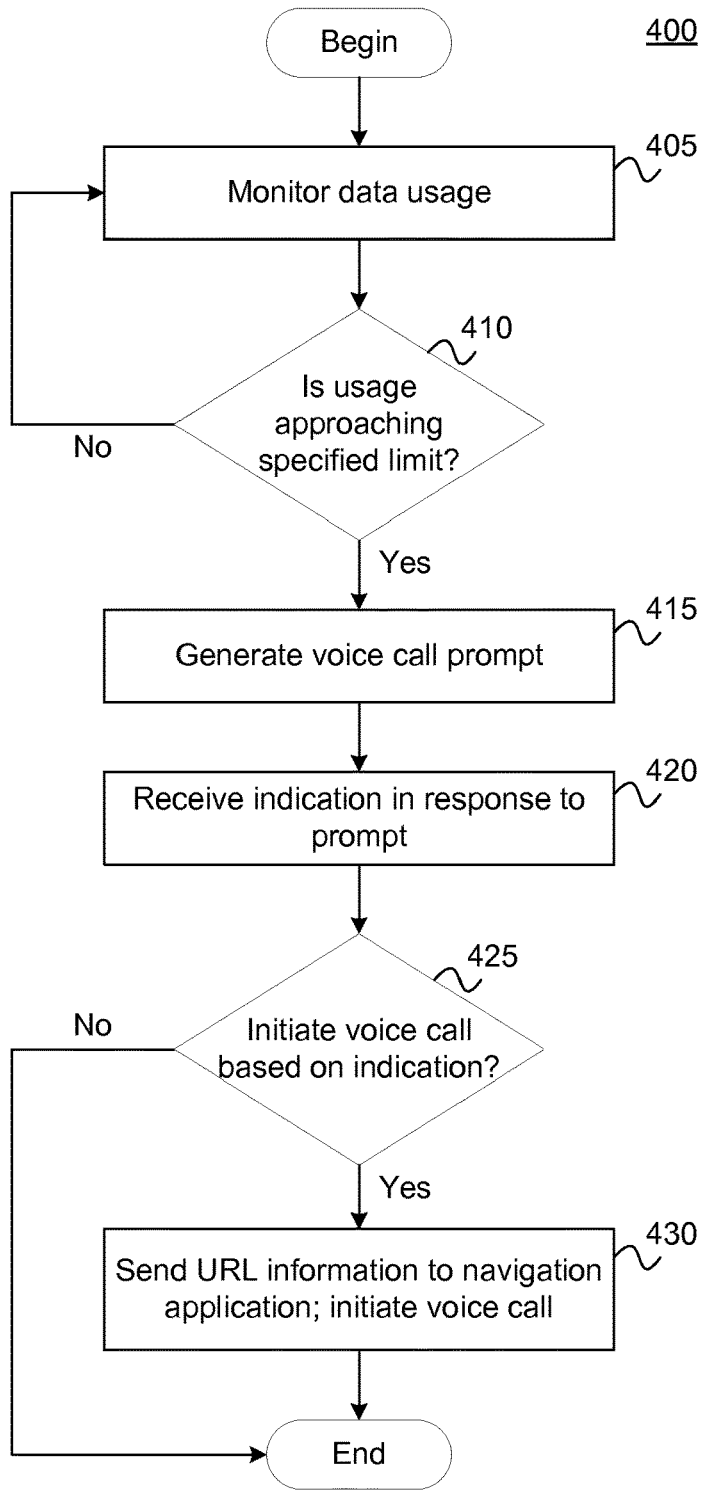 Begin
400
405
Monitor data usage
410
Is usage
approaching
specified limit?
No
Yes
415
Generate voice call prompt
420
Receive indication in response to
prompt
425
No
Initiate voice call
based on indication?
Yes
430
Send URL information to navigation
application; initiate voice call
End